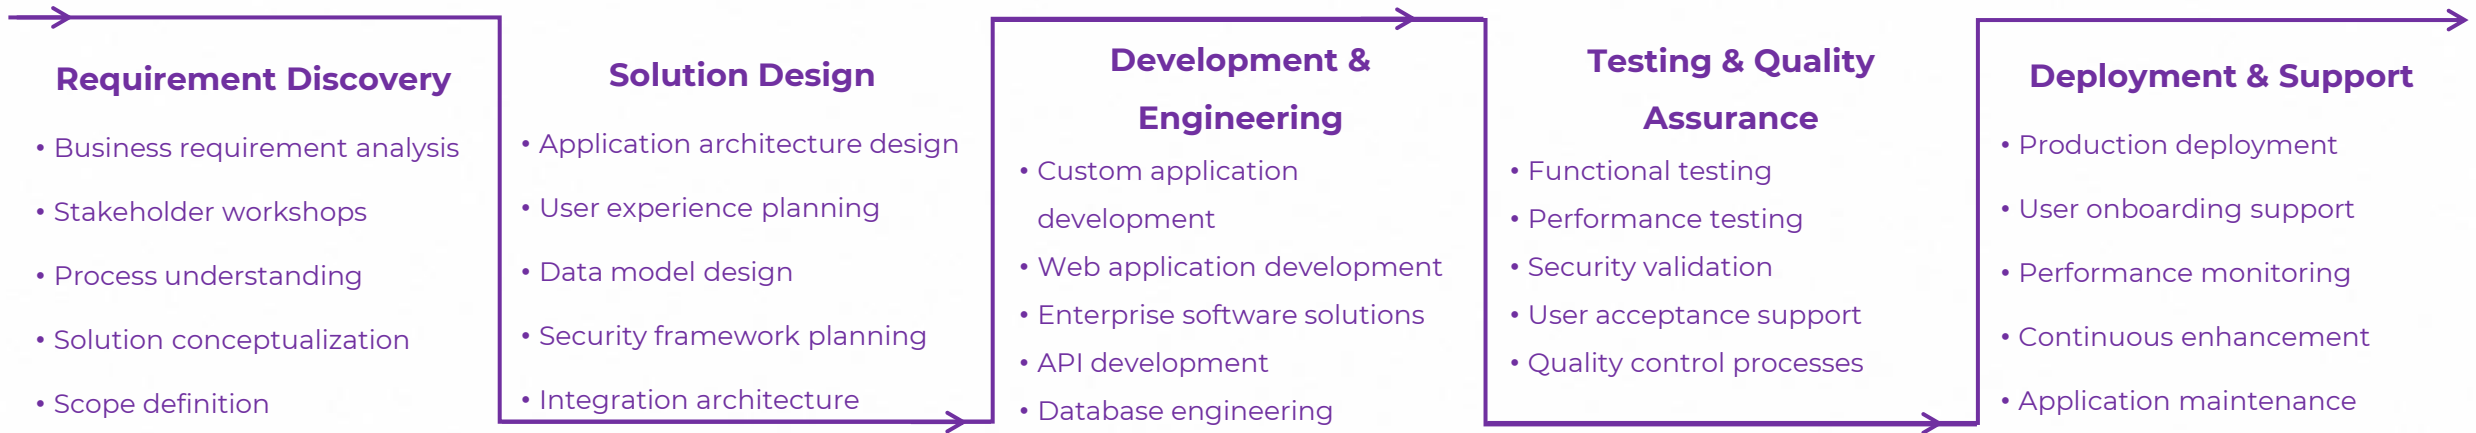 Requirement Discovery
• Business requirement analysis
• Stakeholder workshops
• Process understanding
• Solution conceptualization
• Scope definition
Solution Design
• Application architecture design
• User experience planning
• Data model design
• Security framework planning
• Integration architecture
Development &
Engineering
• Custom application
development
• Web application development
• Enterprise software solutions
• API development
• Database engineering
Testing & Quality
Assurance
• Functional testing
• Performance testing
• Security validation
• User acceptance support
• Quality control processes
Deployment & Support
• Production deployment
• User onboarding support
• Performance monitoring
• Continuous enhancement
• Application maintenance